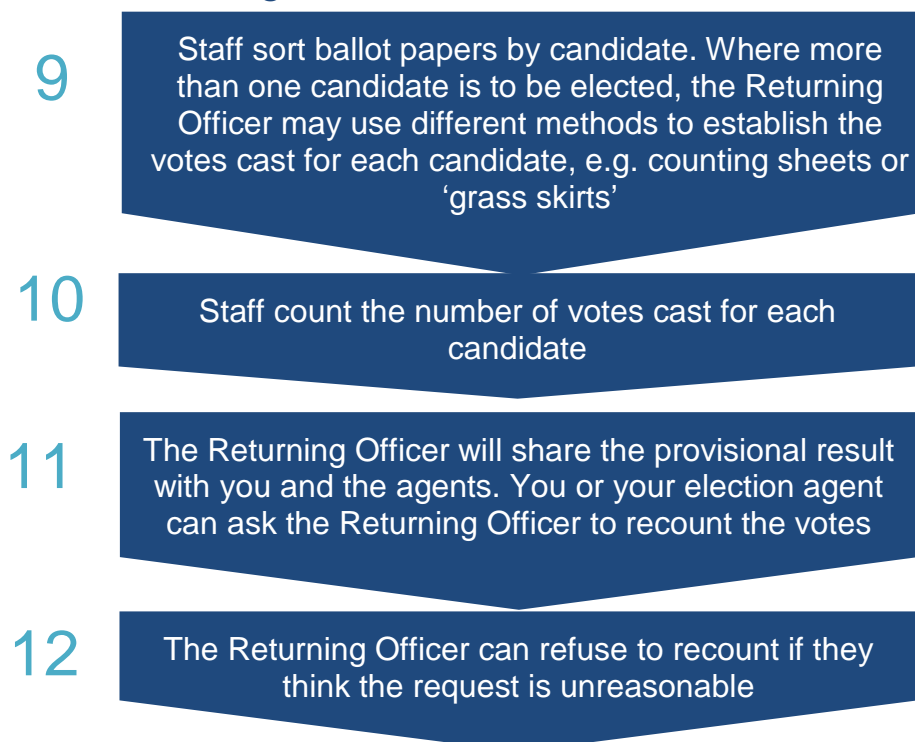 9
Staff sort ballot papers by candidate. Where more
than one candidate is to be elected, the Returning
Officer may use different methods to establish the
votes cast for each candidate, e.g. counting sheets or
‘grass skirts’
10
Staff count the number of votes cast for each
candidate
11
The Returning Officer will share the provisional result
with you and the agents. You or your election agent
can ask the Returning Officer to recount the votes
12
The Returning Officer can refuse to recount if they
think the request is unreasonable